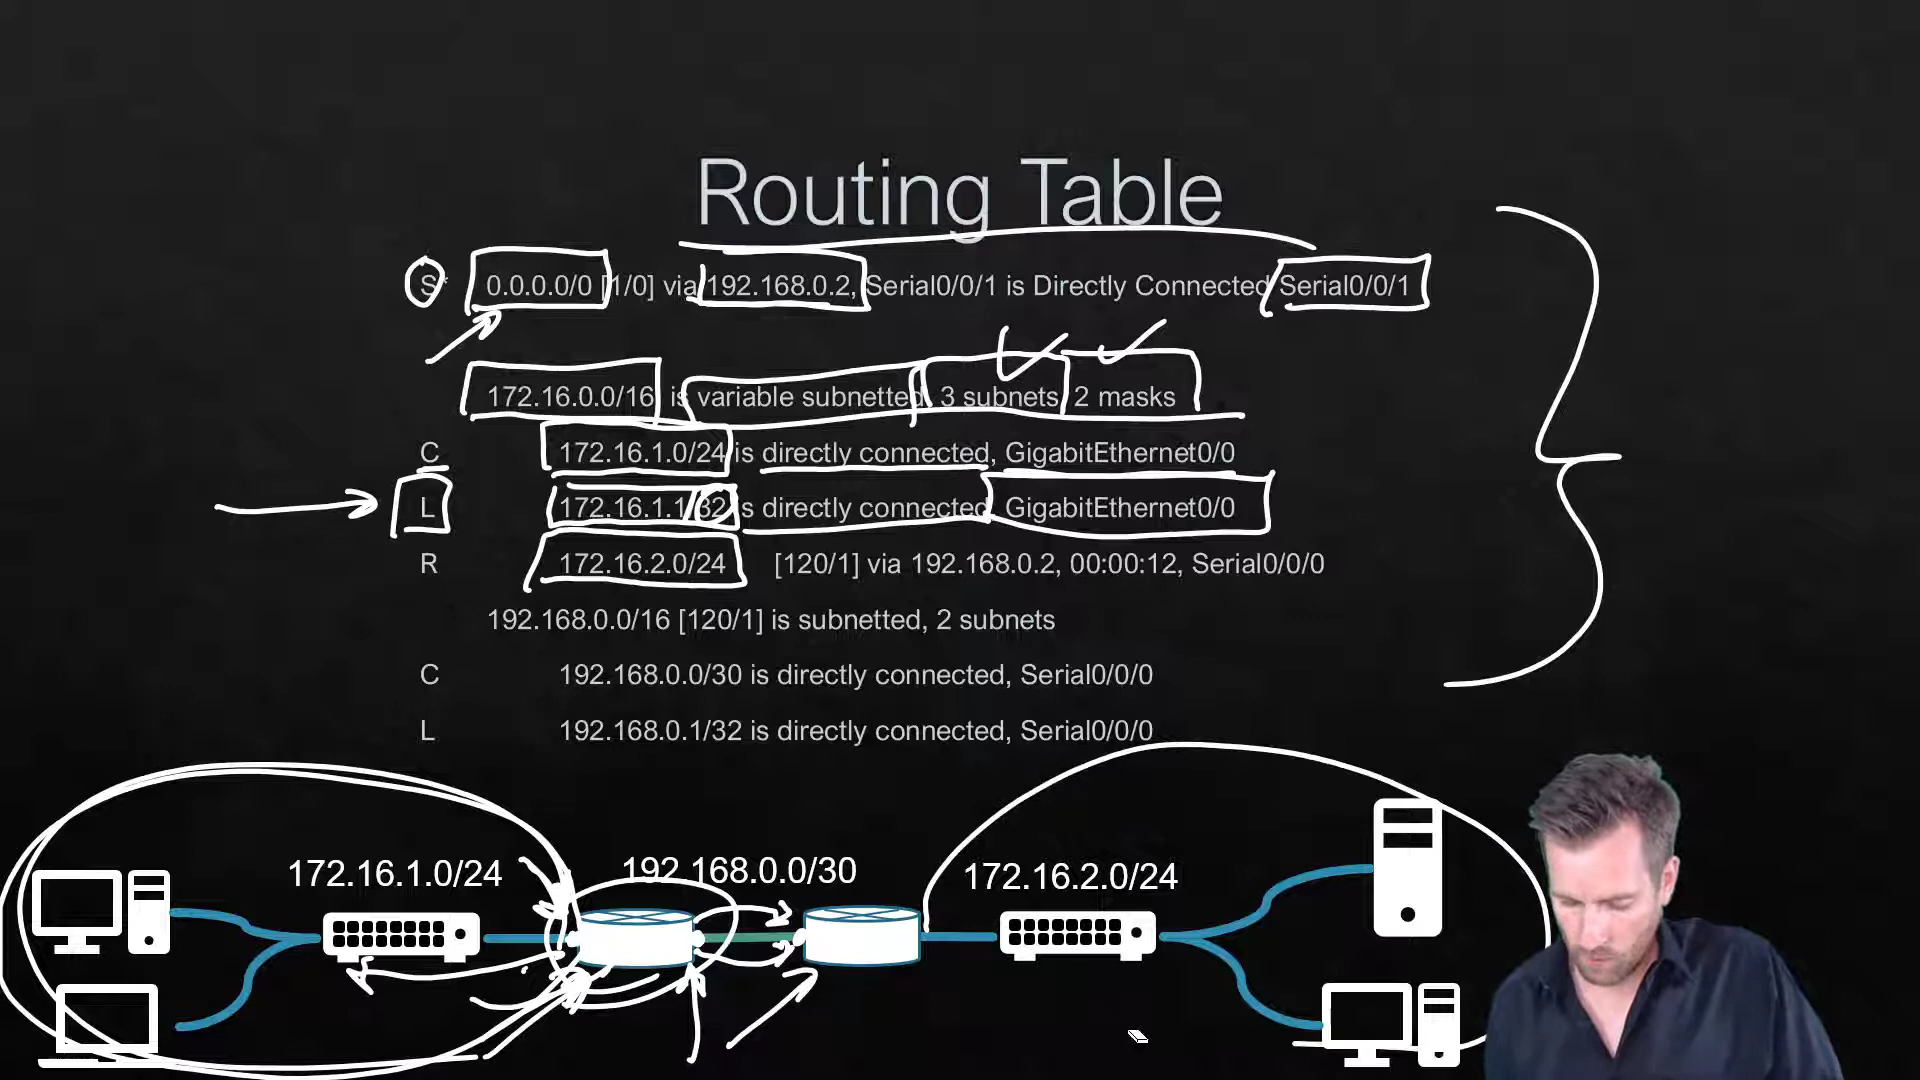 Routing Table
S* 0.0.0.0/0 [1/0] via 192.168.0.2, Serial0/0/1 is Directly Connected Serial0/0/1
172.16.0.0/16 is variable subnetted, 3 subnets, 2 masks
C 172.16.1.0/24 is directly connected, GigabitEthernet0/0
L 172.16.1.1/32 is directly connected, GigabitEthernet0/0
R 172.16.2.0/24 [120/1] via 192.168.0.2, 00:00:12, Serial0/0/0
192.168.0.0/16 [120/1] is subnetted, 2 subnets
C 192.168.0.0/30 is directly connected, Serial0/0/0
L 192.168.0.1/32 is directly connected, Serial0/0/0
172.16.1.0/24 192.168.0.0/30 172.16.2.0/24